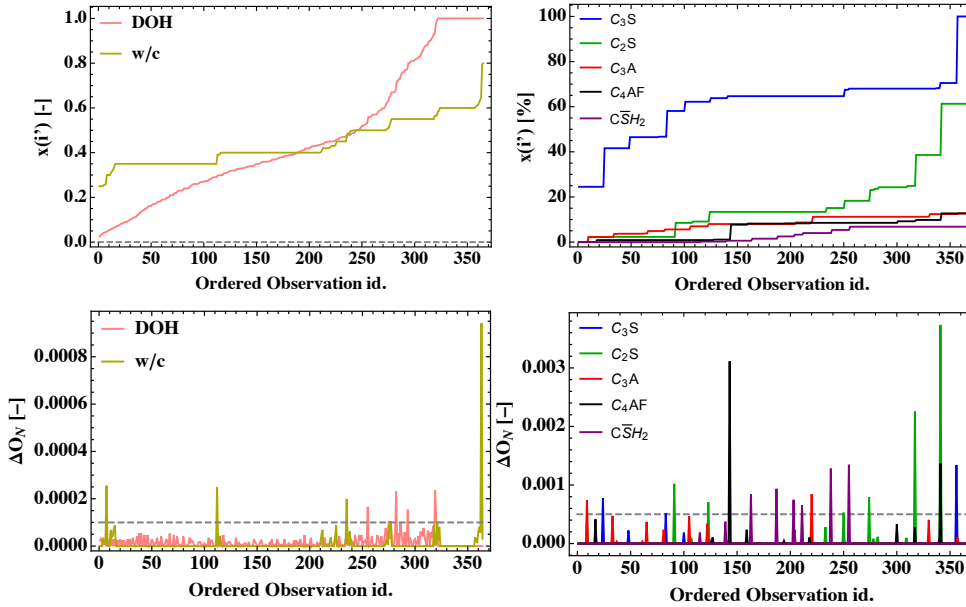 DOH
w/c
x(i') [-]
1.0
0.8
0.6
0.4
0.2
0.0
0 50 100 150 200 250 300 350
Ordered Observation id.
C₃S
C₂S
C₃A
C₄AF
CS̅H₂
x(i') [%]
100
80
60
40
20
0
0 50 100 150 200 250 300 350
Ordered Observation id.
DOH
w/c
ΔO_N [-]
0.0008
0.0006
0.0004
0.0002
0.0000
0 50 100 150 200 250 300 350
Ordered Observation id.
C₃S
C₂S
C₃A
C₄AF
CS̅H₂
ΔO_N [-]
0.003
0.002
0.001
0.000
0 50 100 150 200 250 300 350
Ordered Observation id.